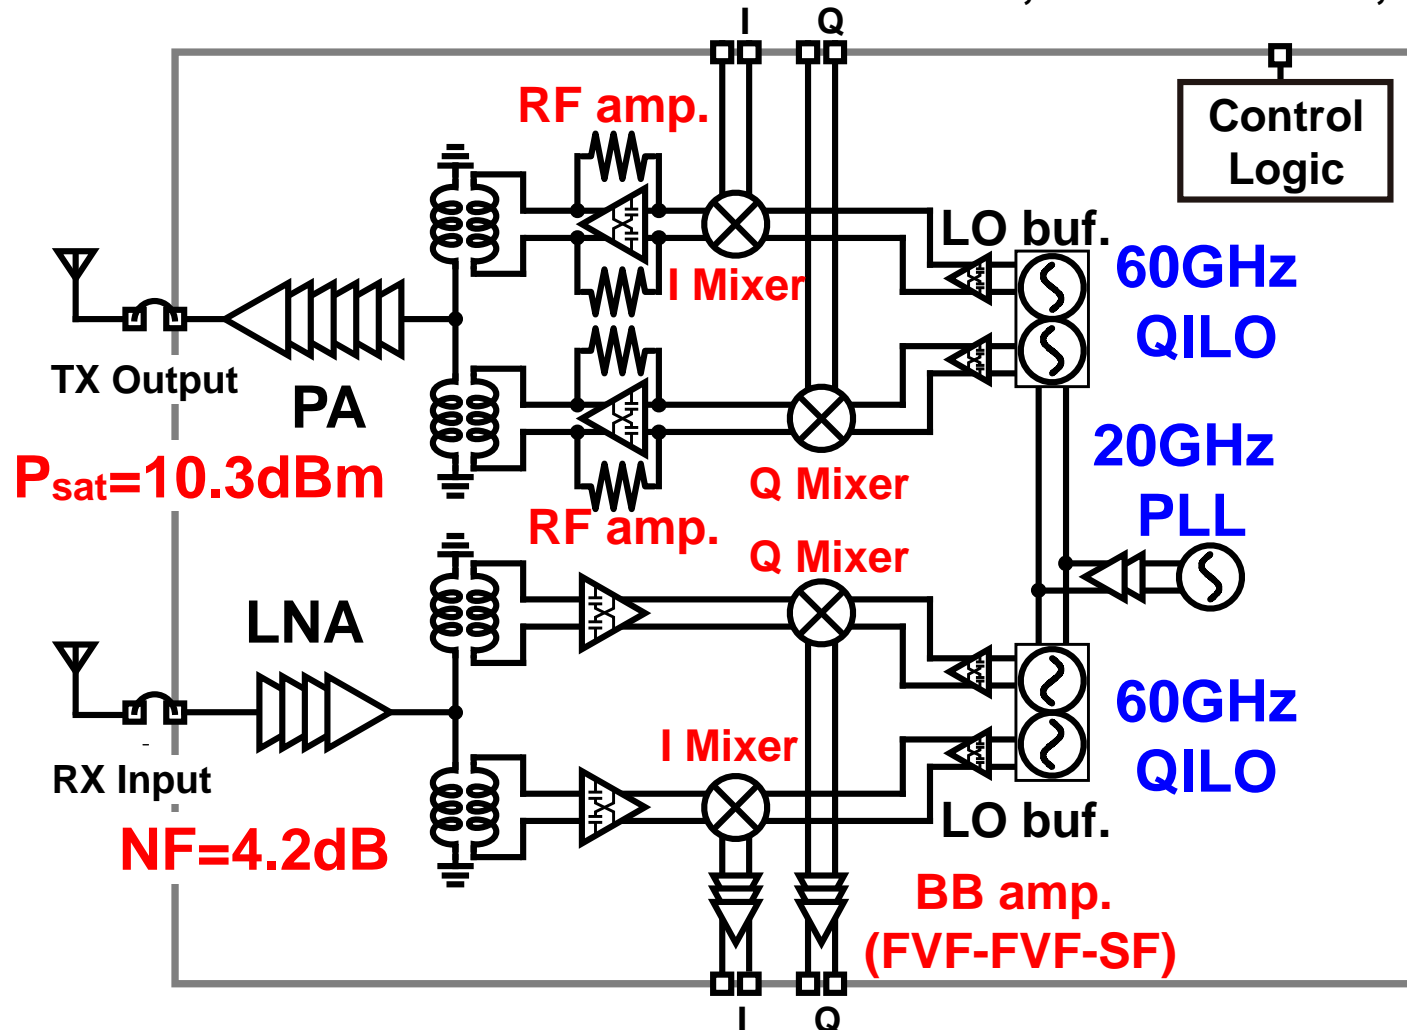 I
Q
RF amp.
Control
Logic
LO buf.
60GHz
QILO
I Mixer
TX Output
PA
Psat=10.3dBm
20GHz
PLL
Q Mixer
RF amp.
Q Mixer
LNA
60GHz
QILO
I Mixer
RX Input
LO buf.
NF=4.2dB
BB amp.
(FVF-FVF-SF)
I
Q